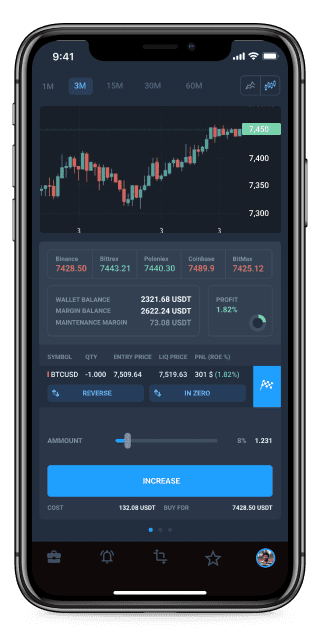 9:41
1M 3M 15M 30M 60M
7,450
7,400
7,350
7,300
3 3 3
Binance Bittrex Poloniex Coinbase BitMax
7428.50 7443.21 7440.30 7489.9 7425.12
WALLET BALANCE 2321.68 USDT
MARGIN BALANCE 2622.24 USDT
MAINTENANCE MARGIN 73.08 USDT
PROFIT
1.82%
SYMBOL QTY ENTRY PRICE LIQ PRICE PNL (ROE %)
BTCUSD -1.000 7,509.64 7,519.63 301 $ (1.82%)
REVERSE IN ZERO
AMMOUNT 8% 1.231
INCREASE
COST 132.08 USDT BUY FOR 7428.50 USDT